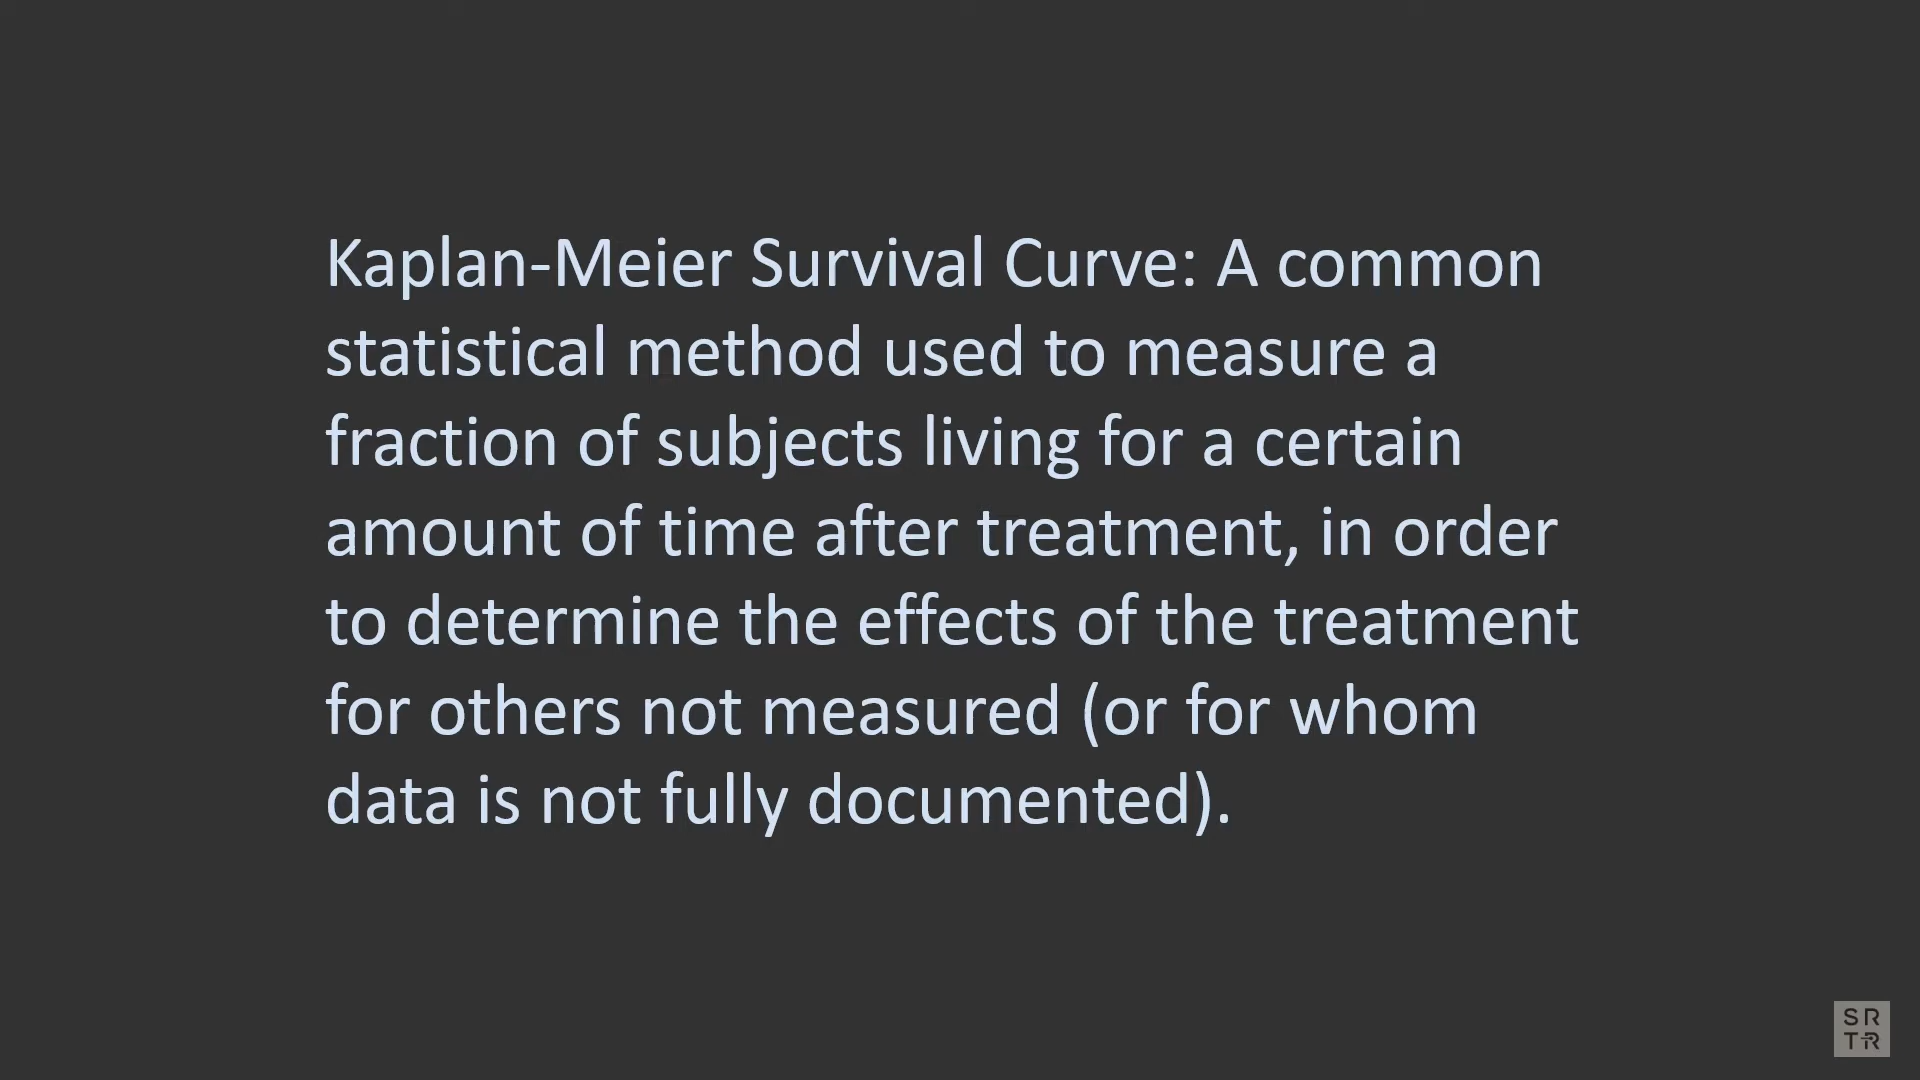 Kaplan-Meier Survival Curve: A common
statistical method used to measure a
fraction of subjects living for a certain
amount of time after treatment, in order
to determine the effects of the treatment
for others not measured (or for whom
data is not fully documented).
SR
TR